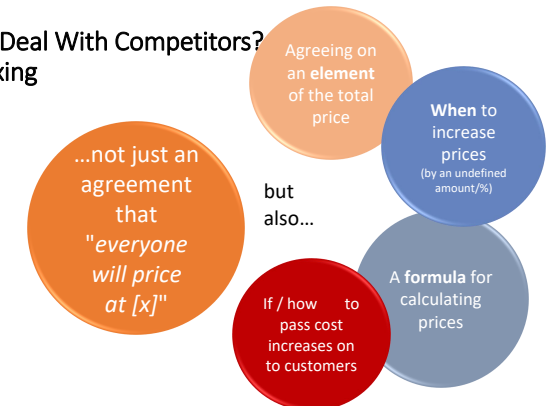 Deal With Competitors?
xing
…not just an
agreement
that
"everyone
will price
at [x]"
but
also…
Agreeing on
an element
of the total
price
When to
increase
prices
(by an undefined
amount/%)
A formula for
calculating
prices
If / how to
pass cost
increases on
to customers